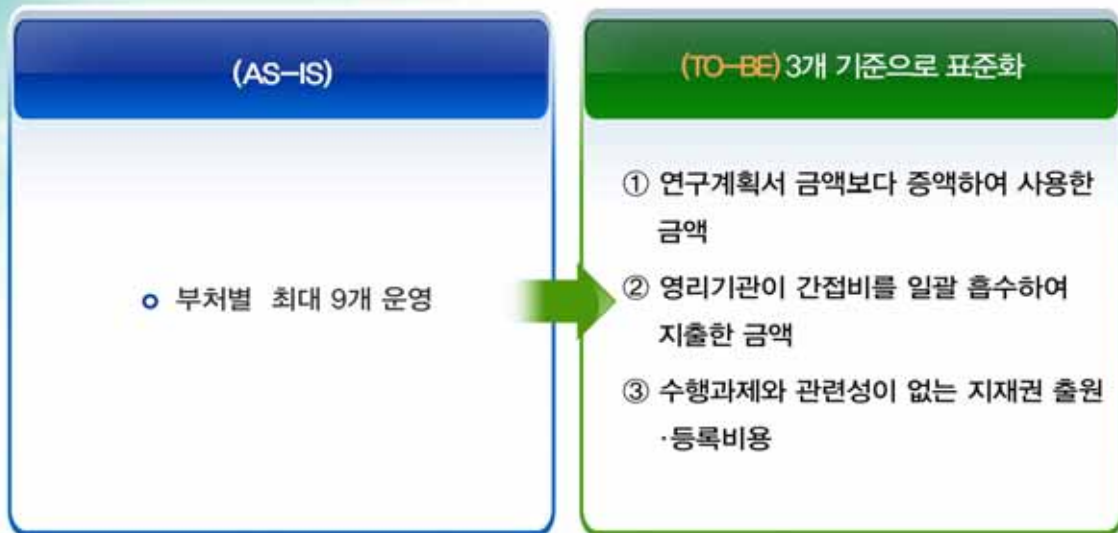 (AS-IS)
부처별 최대 9개 운영
(TO-BE) 3개 기준으로 표준화
① 연구계획서 금액보다 증액하여 사용한
금액
② 영리기관이 간접비를 일괄 흡수하여
지출한 금액
③ 수행과제와 관련성이 없는 지재권 출원
·등록비용